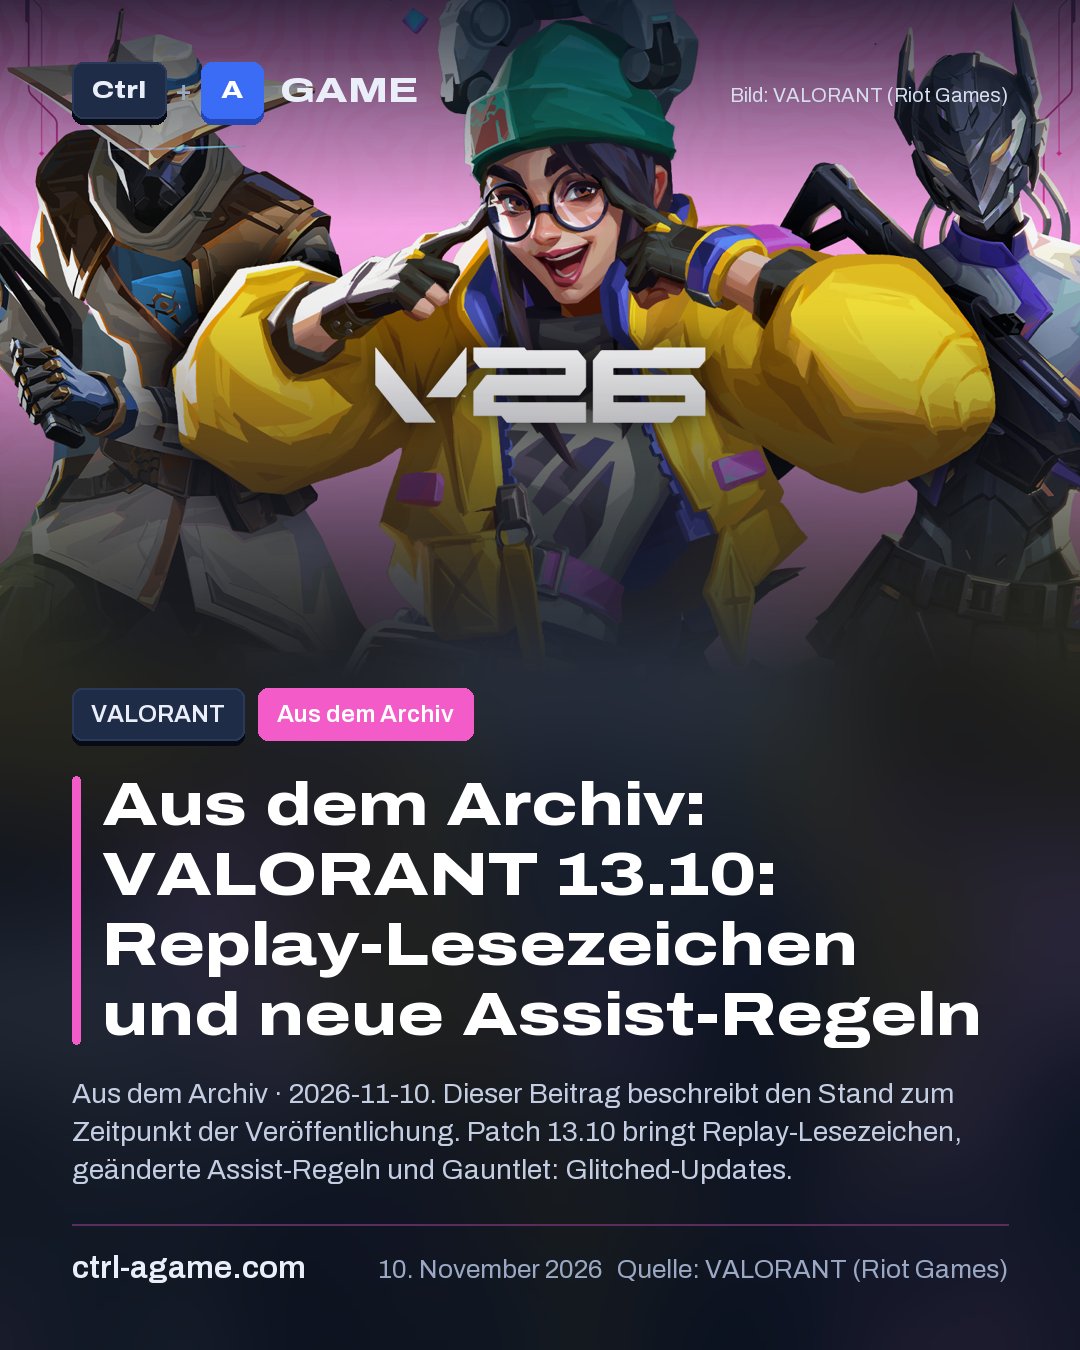 Ctrl + A GAME
Bild: VALORANT (Riot Games)
V26
VALORANT
Aus dem Archiv
Aus dem Archiv:
VALORANT 13.10:
Replay-Lesezeichen
und neue Assist-Regeln
Aus dem Archiv · 2026-11-10. Dieser Beitrag beschreibt den Stand zum
Zeitpunkt der Veröffentlichung. Patch 13.10 bringt Replay-Lesezeichen,
geänderte Assist-Regeln und Gauntlet: Glitched-Updates.
ctrl-agame.com
10. November 2026 Quelle: VALORANT (Riot Games)